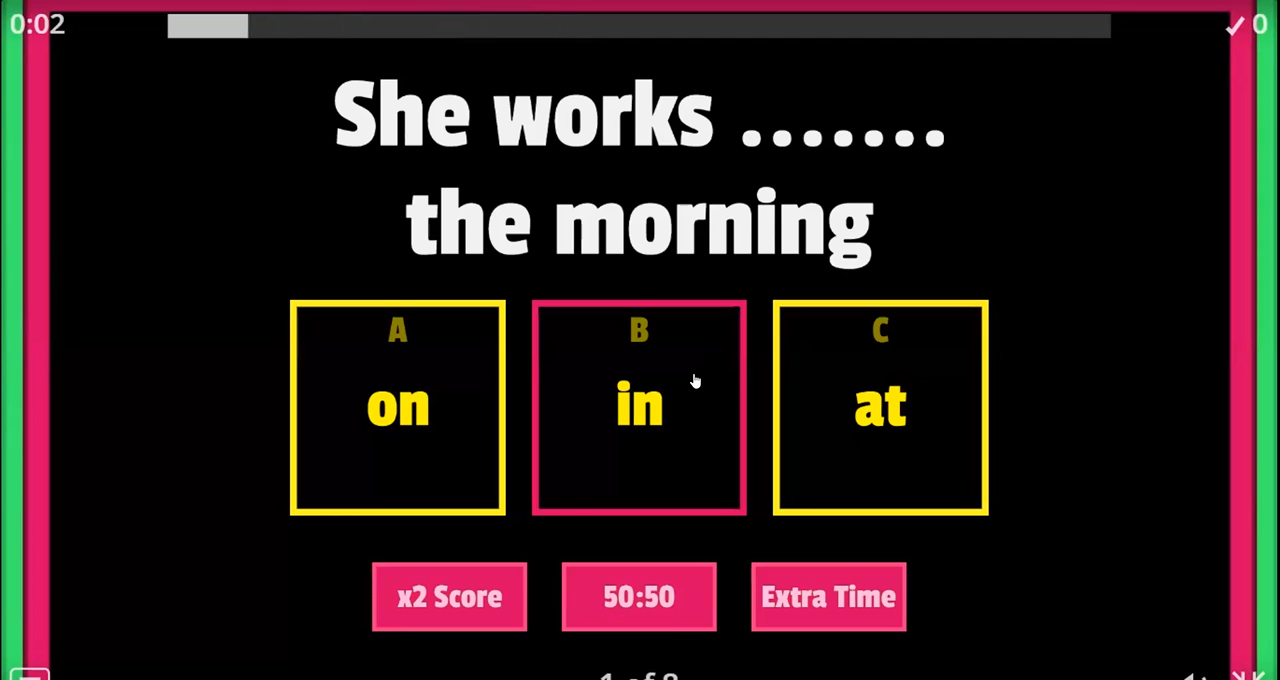 0:02
✓ 0
She works .......
the morning
A
B
C
on
in
at
x2 Score
50:50
Extra Time